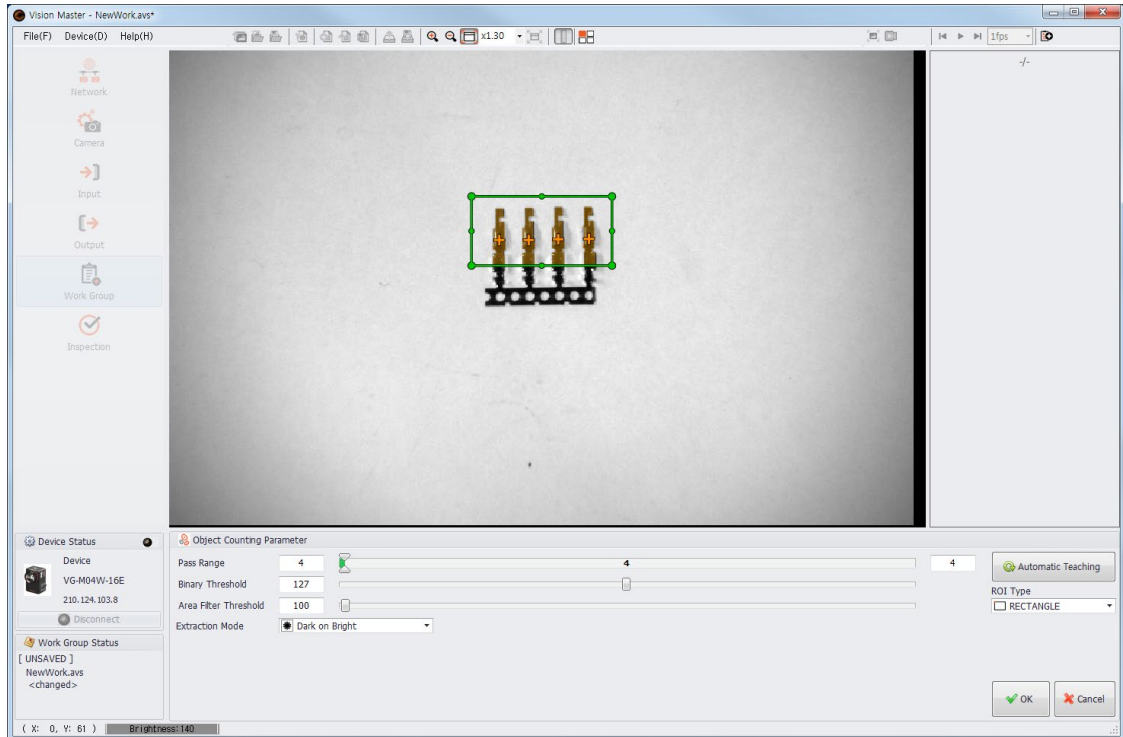 Vision Master - NewWork.avs*
File(F) Device(D) Help(H)
x1.30
1fps
-/-
Network
Camera
Input
Output
Work Group
Inspection
Device Status
Device
VG-M04W-16E
210.124.103.8
Disconnect
Work Group Status
[ UNSAVED ]
NewWork.avs
<changed>
Object Counting Parameter
Pass Range 4 4 4
Binary Threshold 127
Area Filter Threshold 100
Extraction Mode Dark on Bright
Automatic Teaching
ROI Type
RECTANGLE
OK Cancel
( X: 0, Y: 61 ) Brightness:140